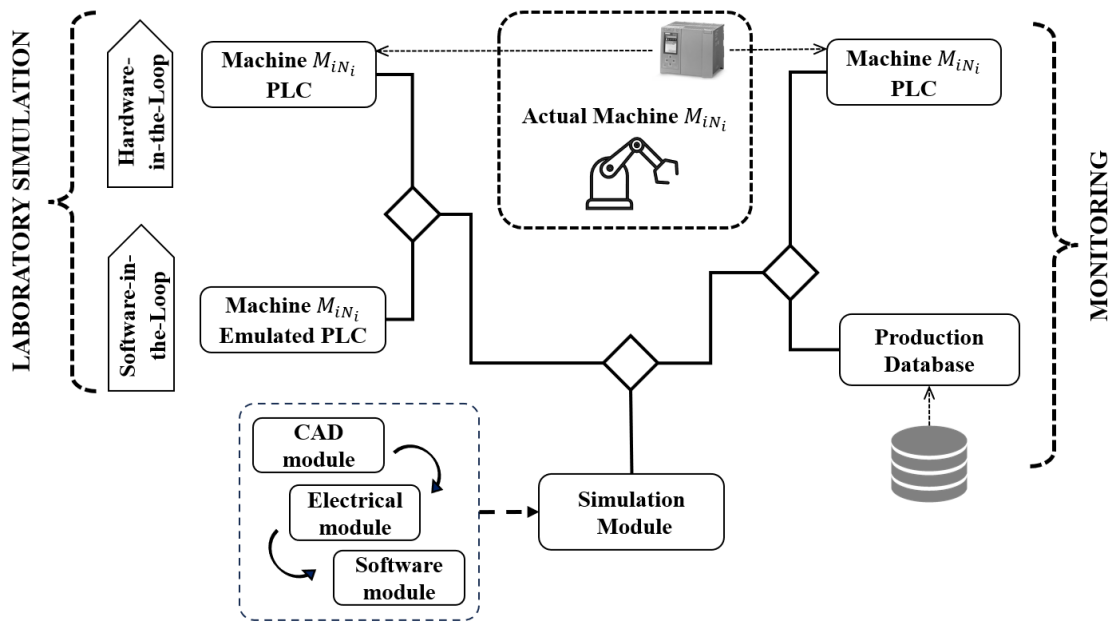 LABORATORY SIMULATION
Hardware-
in-the-Loop
Software-in-
the-Loop
Machine $M_{iN_i}$
PLC
Actual Machine $M_{iN_i}$
Machine $M_{iN_i}$
PLC
MONITORING
Machine $M_{iN_i}$
Emulated PLC
Production
Database
CAD
module
Electrical
module
Software
module
Simulation
Module